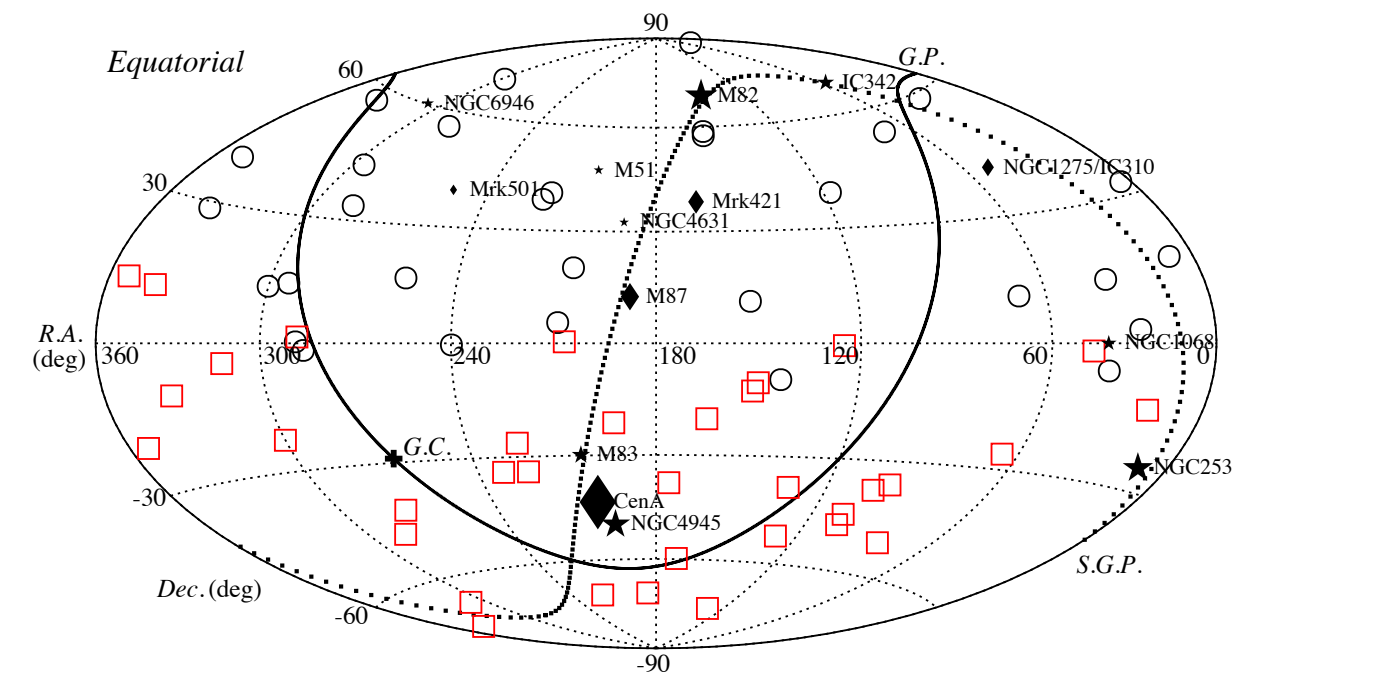 90
Equatorial
G.P.
60
IC342
M82
NGC6946
M51
NGC1275/IC310
30
Mrk501
Mrk421
NGC4631
M87
R.A.
(deg)
360
300
240
180
120
60
0
NGC1068
G.C.
M83
NGC253
-30
CenA
NGC4945
S.G.P.
Dec. (deg)
-60
-90